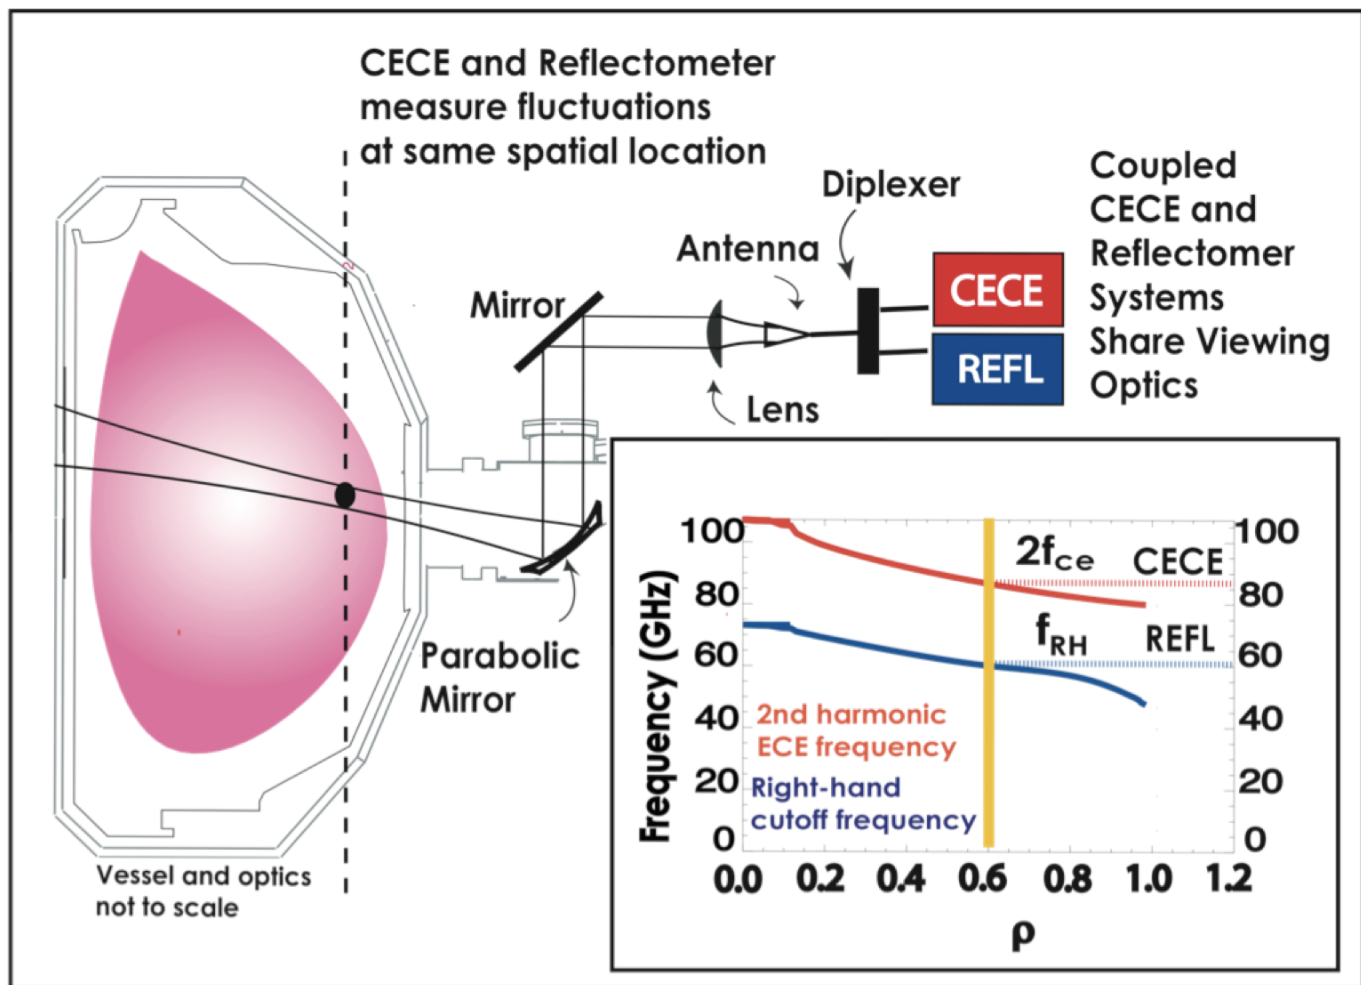 CECE and Reflectometer
measure fluctuations
at same spatial location
Diplexer
Antenna
Mirror
Lens
CECE
REFL
Coupled
CECE and
Reflectomer
Systems
Share Viewing
Optics
2
Parabolic
Mirror
Vessel and optics
not to scale
Frequency (GHz)
100
80
60
40
20
0
2fce
CECE
fRH
REFL
2nd harmonic
ECE frequency
Right-hand
cutoff frequency
100
80
60
40
20
0
0.0 0.2 0.4 0.6 0.8 1.0 1.2
ρ